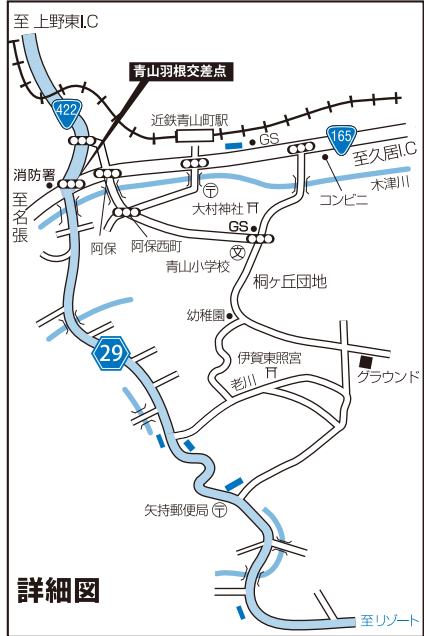 至 上野東I.C
青山羽根交差点
422
近鉄青山町駅
GS
165
至久居I.C
消防署
コンビニ
木津川
至名張
大村神社
GS
阿保
阿保西町
文
青山小学校
桐ヶ丘団地
幼稚園
29
伊賀東照宮
老川
グラウンド
矢持郵便局
詳細図
至リゾート